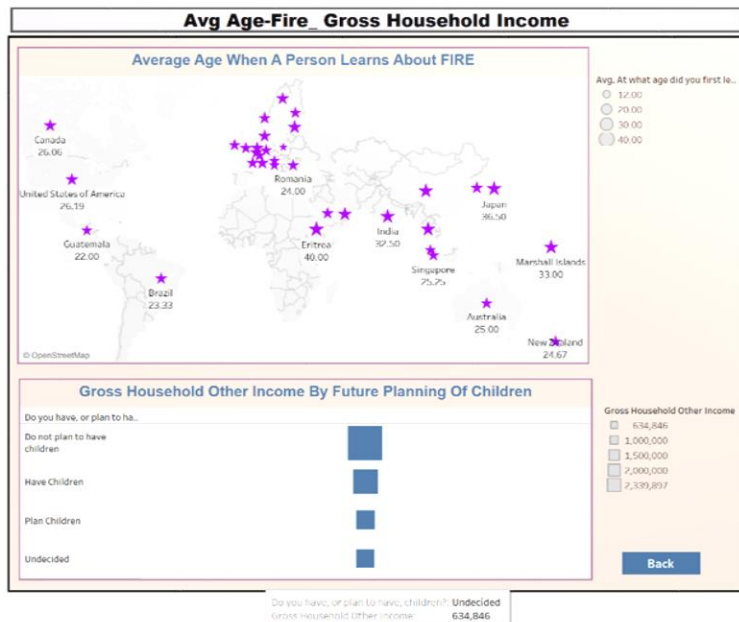 Avg Age-Fire_ Gross Household Income
Average Age When A Person Learns About FIRE
Canada
26.06
United States of America
26.19
Guatemala
22.00
Brazil
23.33
Romania
24.00
Eritrea
40.00
India
32.50
Singapore
25.25
Japan
36.50
Marshall Islands
33.00
Australia
25.00
New Zealand
24.67
© OpenStreetMap
Avg. At what age did you first le..
12.00
20.00
30.00
40.00
Gross Household Other Income By Future Planning Of Children
Do you have, or plan to ha..
Do not plan to have
children
Have Children
Plan Children
Undecided
Gross Household Other Income
634,846
1,000,000
1,500,000
2,000,000
2,339,897
Back
Do you have, or plan to have, children?: Undecided
Gross Household Other Income: 634,846